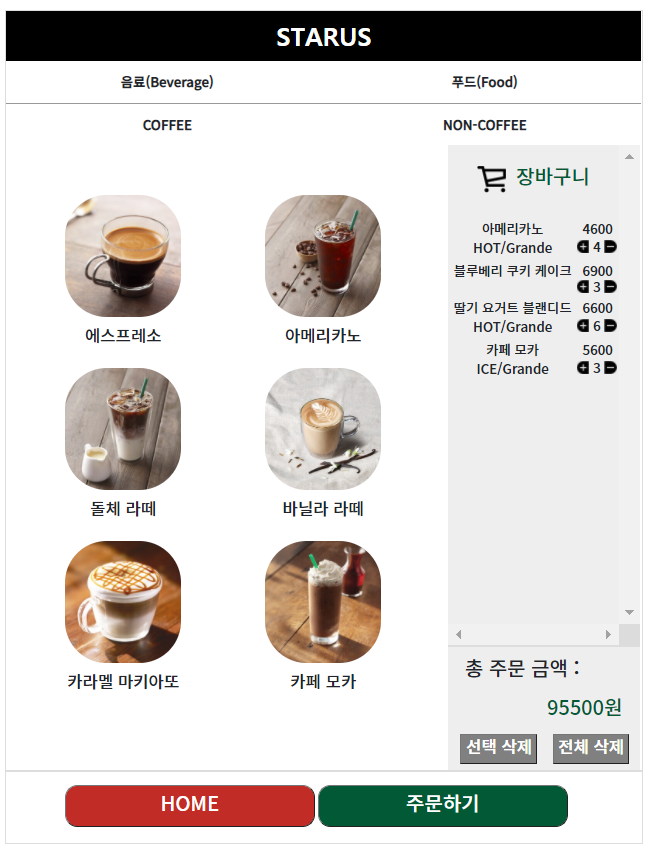 STARUS
음료(Beverage)
푸드(Food)
COFFEE
NON-COFFEE
에스프레소
아메리카노
돌체 라떼
바닐라 라떼
카라멜 마키아또
카페 모카
장바구니
아메리카노 4600
HOT/Grande + 4 −
블루베리 쿠키 케이크 6900
+ 3 −
딸기 요거트 블랜디드 6600
HOT/Grande + 6 −
카페 모카 5600
ICE/Grande + 3 −
총 주문 금액 :
95500원
선택 삭제
전체 삭제
HOME
주문하기